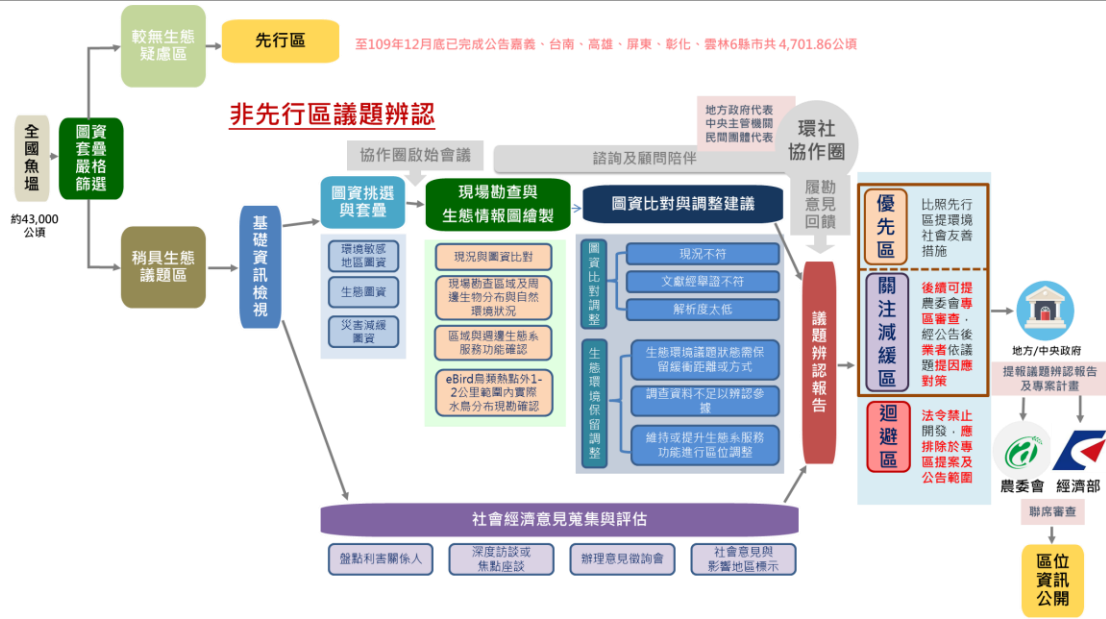 較無生態
疑慮區
先行區
至109年12月底已完成公告嘉義、台南、高雄、屏東、彰化、雲林6縣市共 4,701.86公頃
全國魚塭
約43,000
公頃
圖資
套疊
嚴格
篩選
稍具生態
議題區
非先行區議題辨認
地方政府代表
中央主管機關
民間團體代表
環社
協作圈
協作圈啟始會議
諮詢及顧問陪伴
履勘
意見
回饋
基礎資訊檢視
圖資挑選
與套疊
環境敏感
地區圖資
生態圖資
災害減緩
圖資
現場勘查與
生態情報圖繪製
現況與圖資比對
現場勘查區域及周
邊生物分布與自然
環境狀況
區域與週邊生態系
服務功能確認
eBird鳥類熱點外1-
2公里範圍內實際
水鳥分布現勘確認
圖資比對與調整建議
圖資比對調整
現況不符
文獻經舉證不符
解析度太低
生態環境保留調整
生態環境議題狀態需保
留緩衝距離或方式
調查資料不足以辨認參
據
維持或提升生態系服務
功能進行區位調整
社會經濟意見蒐集與評估
盤點利害關係人
深度訪談或
焦點座談
辦理意見徵詢會
社會意見與
影響地區標示
議題辨認報告
優先區
比照先行
區提環境
社會友善
措施
關注減緩區
後續可提
農委會專
區審查，
經公告後
業者依議
題提因應
對策
迴避區
法令禁止
開發，應
排除於專
區提案及
公告範圍
地方/中央政府
提報議題辨認報告
及專案計畫
農委會
經濟部
聯席審查
區位
資訊
公開